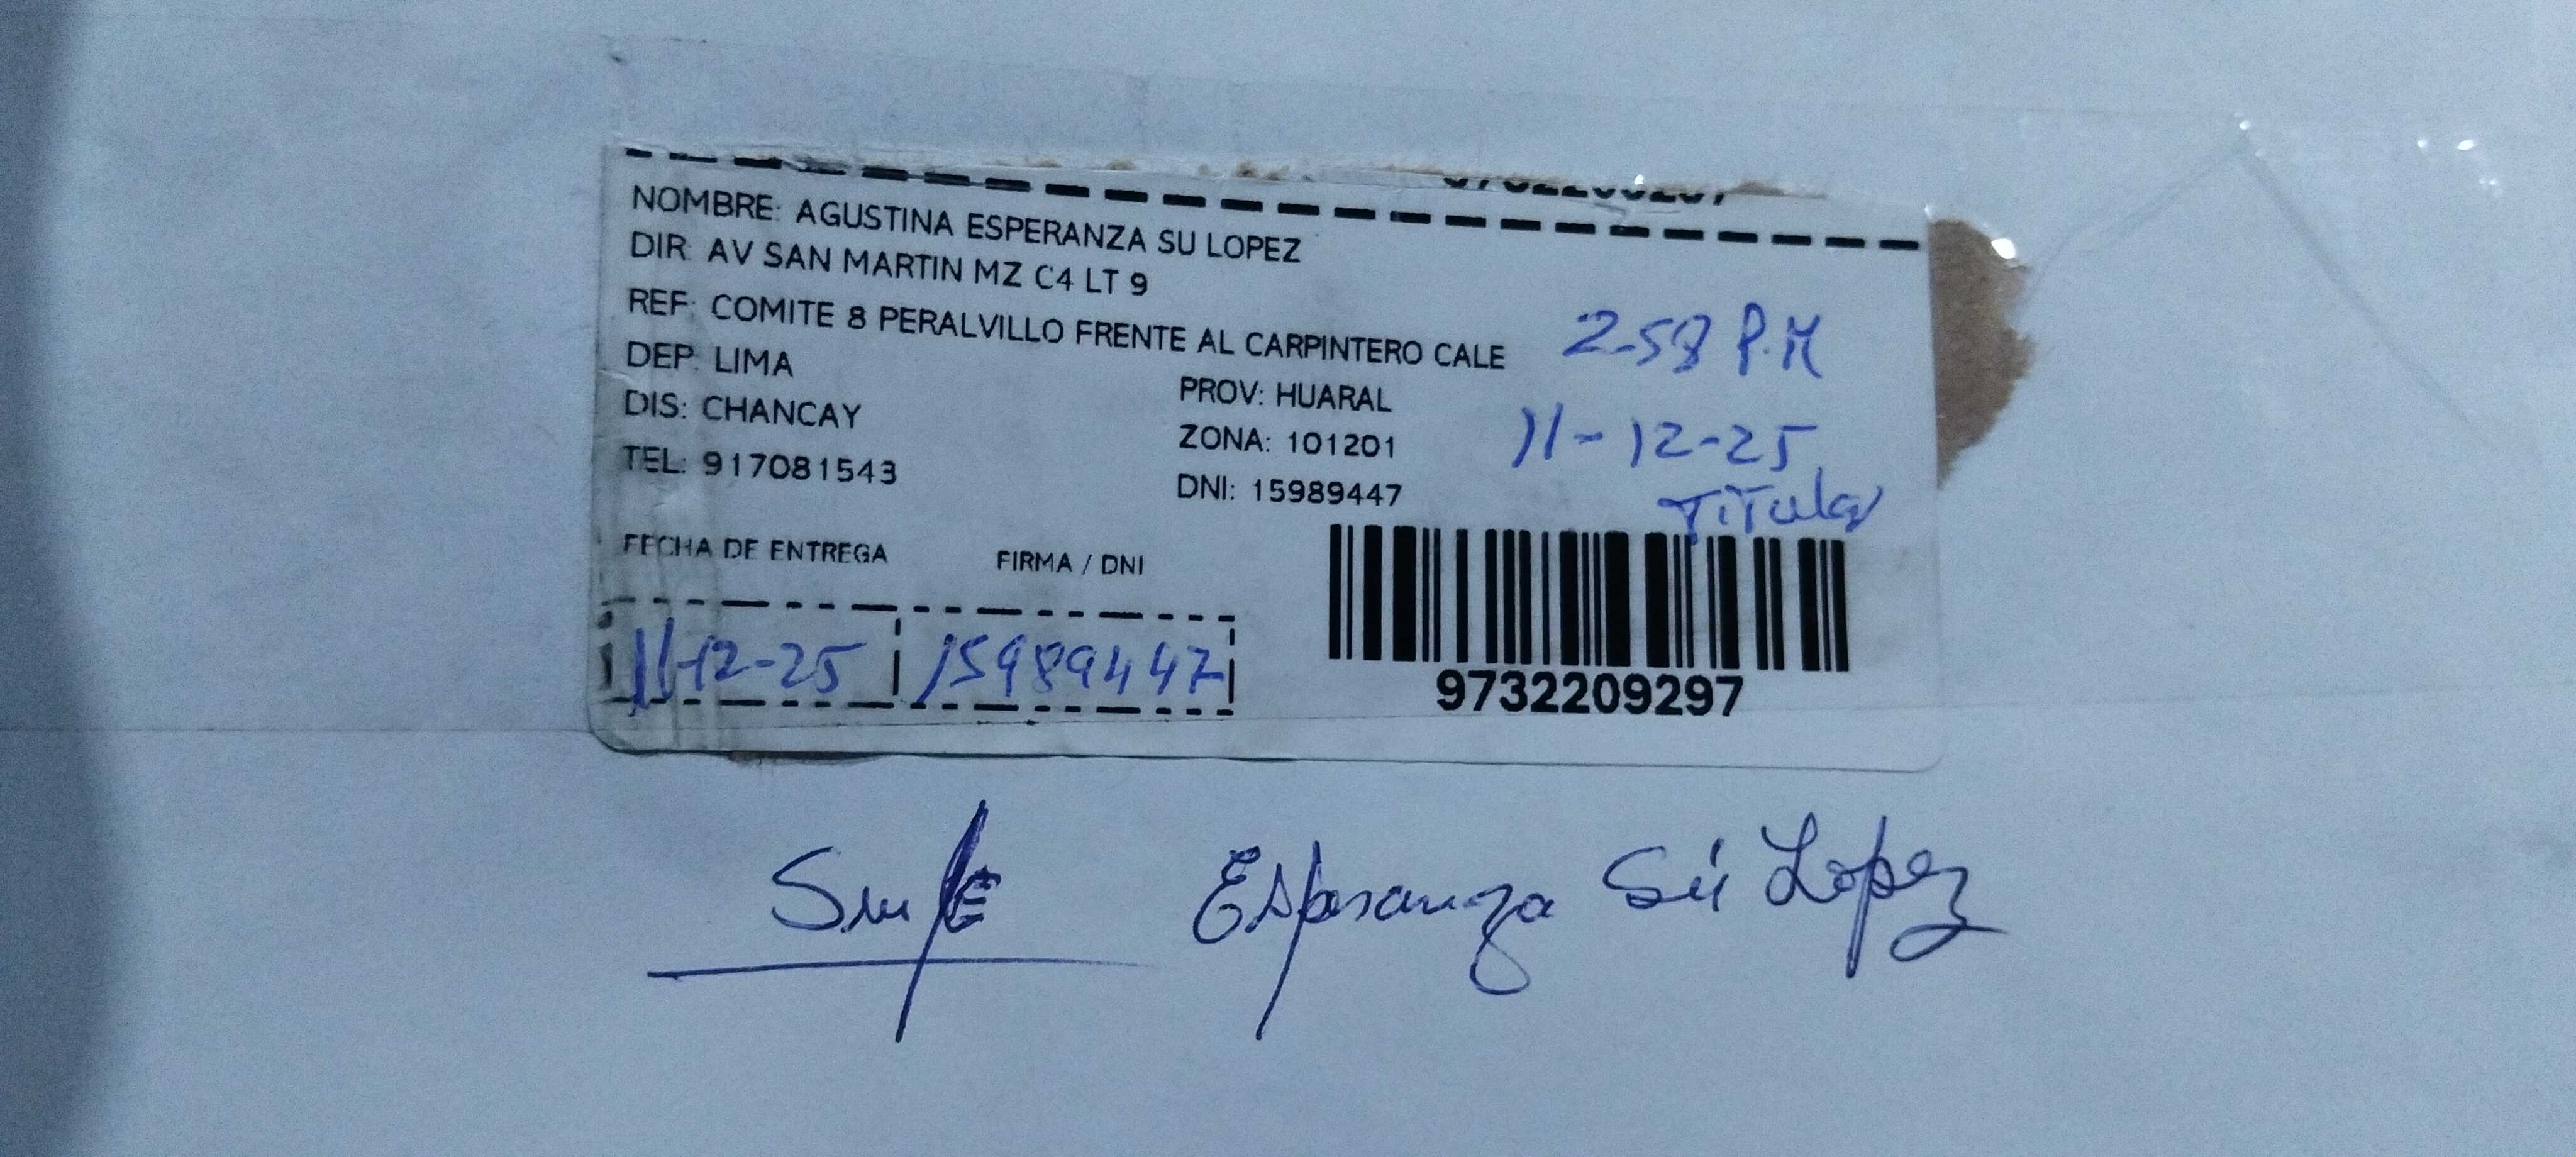 NOMBRE: AGUSTINA ESPERANZA SU LOPEZ
DIR: AV SAN MARTIN MZ C4 LT 9
REF: COMITE 8 PERALVILLO FRENTE AL CARPINTERO CALE
2-58 P.M
DEP: LIMA
PROV: HUARAL
DIS: CHANCAY
ZONA: 101201
11-12-25
TEL: 917081543
DNI: 15989447
Titular
FECHA DE ENTREGA
FIRMA / DNI
11-12-25
15989447
9732209297
Esperanza Sú Lopez